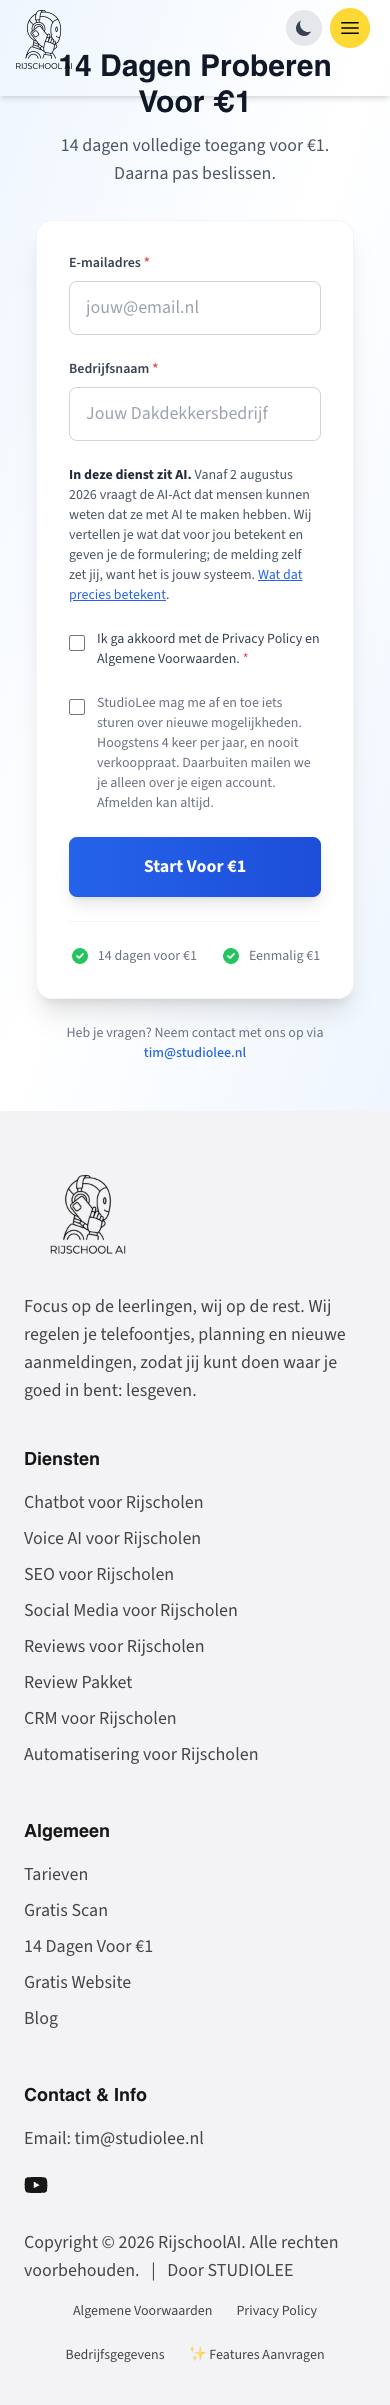 RIJSCHOOL AI
14 Dagen Proberen
Voor €1
14 dagen volledige toegang voor €1.
Daarna pas beslissen.
E-mailadres *
jouw@email.nl
Bedrijfsnaam *
Jouw Dakdekkersbedrijf
In deze dienst zit AI. Vanaf 2 augustus
2026 vraagt de AI-Act dat mensen kunnen
weten dat ze met AI te maken hebben. Wij
vertellen je wat dat voor jou betekent en
geven je de formulering; de melding zelf
zet jij, want het is jouw systeem. Wat dat
precies betekent.
Ik ga akkoord met de Privacy Policy en
Algemene Voorwaarden. *
StudioLee mag me af en toe iets
sturen over nieuwe mogelijkheden.
Hoogstens 4 keer per jaar, en nooit
verkooppraat. Daarbuiten mailen we
je alleen over je eigen account.
Afmelden kan altijd.
Start Voor €1
14 dagen voor €1
Eenmalig €1
Heb je vragen? Neem contact met ons op via
tim@studiolee.nl
RIJSCHOOL AI
Focus op de leerlingen, wij op de rest. Wij
regelen je telefoontjes, planning en nieuwe
aanmeldingen, zodat jij kunt doen waar je
goed in bent: lesgeven.
Diensten
Chatbot voor Rijscholen
Voice AI voor Rijscholen
SEO voor Rijscholen
Social Media voor Rijscholen
Reviews voor Rijscholen
Review Pakket
CRM voor Rijscholen
Automatisering voor Rijscholen
Algemeen
Tarieven
Gratis Scan
14 Dagen Voor €1
Gratis Website
Blog
Contact & Info
Email: tim@studiolee.nl
Copyright © 2026 RijschoolAI. Alle rechten
voorbehouden. | Door STUDIOLEE
Algemene Voorwaarden Privacy Policy
Bedrijfsgegevens ✨ Features Aanvragen